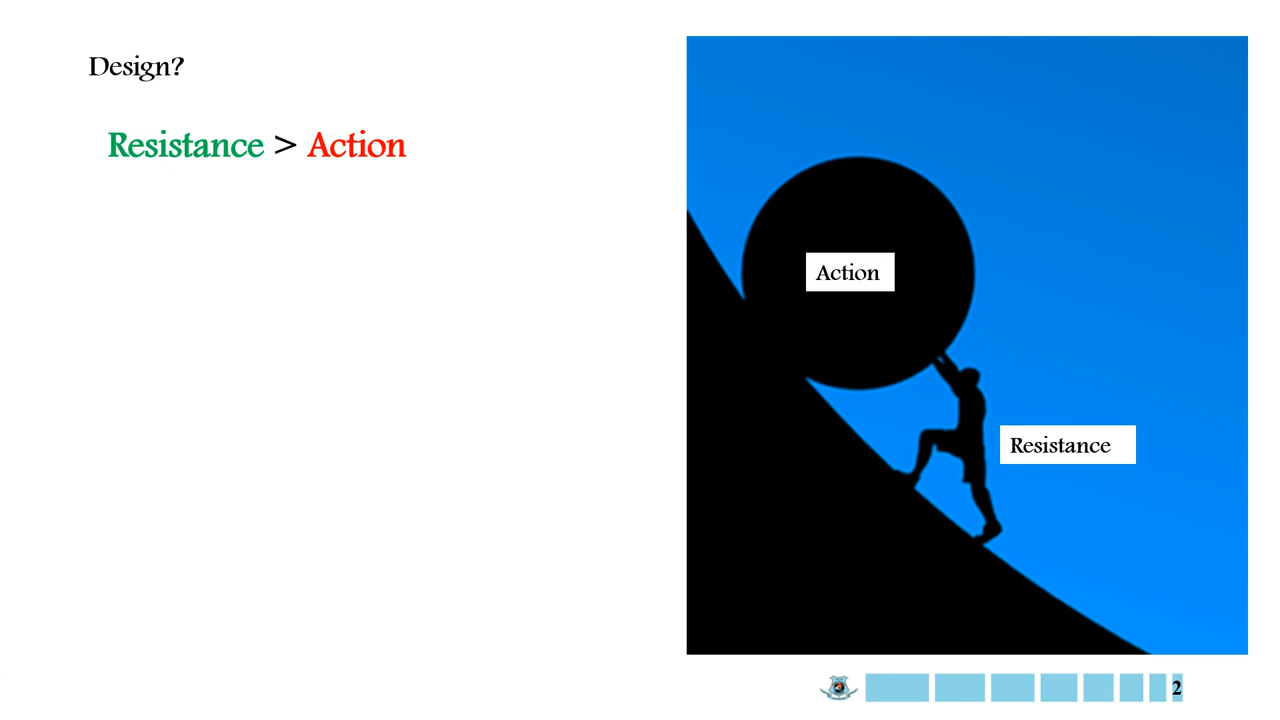 Design?
Resistance > Action
Action
Resistance
2